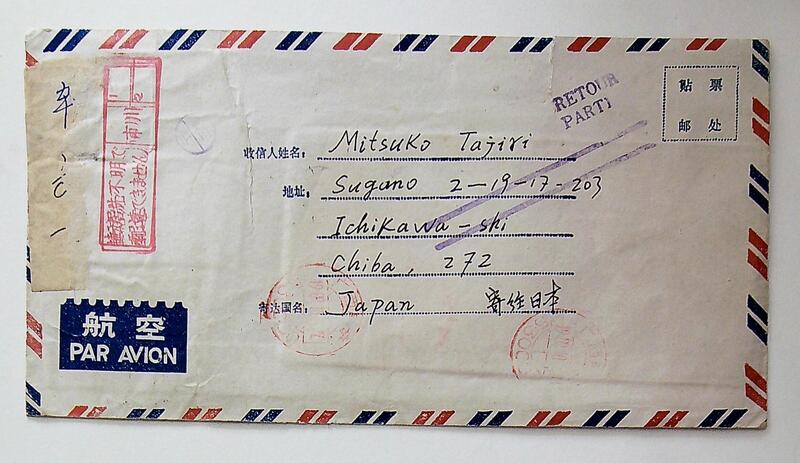 RETOUR
PARTI
贴 票
邮 处
收信人姓名：
Mitsuko Tajiri
地址：
Sugano 2-19-17-203
Ichikawa-shi
Chiba, 272
寄达国名：
Japan 寄往日本
航空
PAR AVION
市川
転居先不明で
配達できません